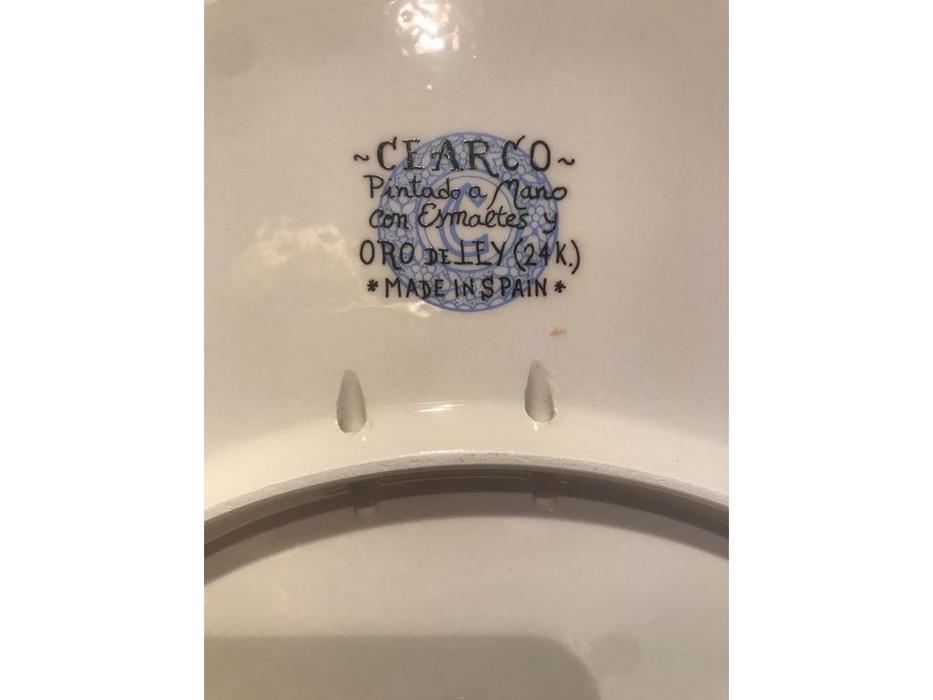 ~CEARCO~
Pintado a Mano
con Esmaltes y
ORO DE LEY (24K.)
*MADE IN SPAIN*